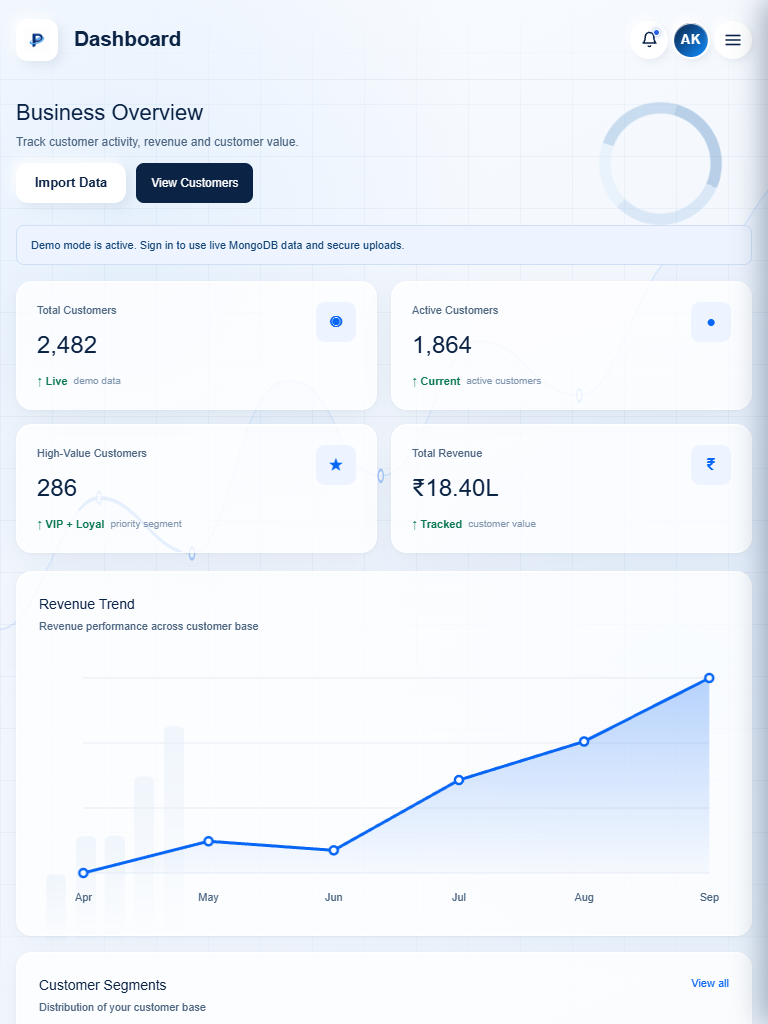 P
Dashboard
AK
Business Overview
Track customer activity, revenue and customer value.
Import Data
View Customers
Demo mode is active. Sign in to use live MongoDB data and secure uploads.
Total Customers
2,482
↑ Live demo data
Active Customers
1,864
↑ Current active customers
High-Value Customers
286
↑ VIP + Loyal priority segment
Total Revenue
₹
₹18.40L
↑ Tracked customer value
Revenue Trend
Revenue performance across customer base
Apr May Jun Jul Aug Sep
Customer Segments
View all
Distribution of your customer base